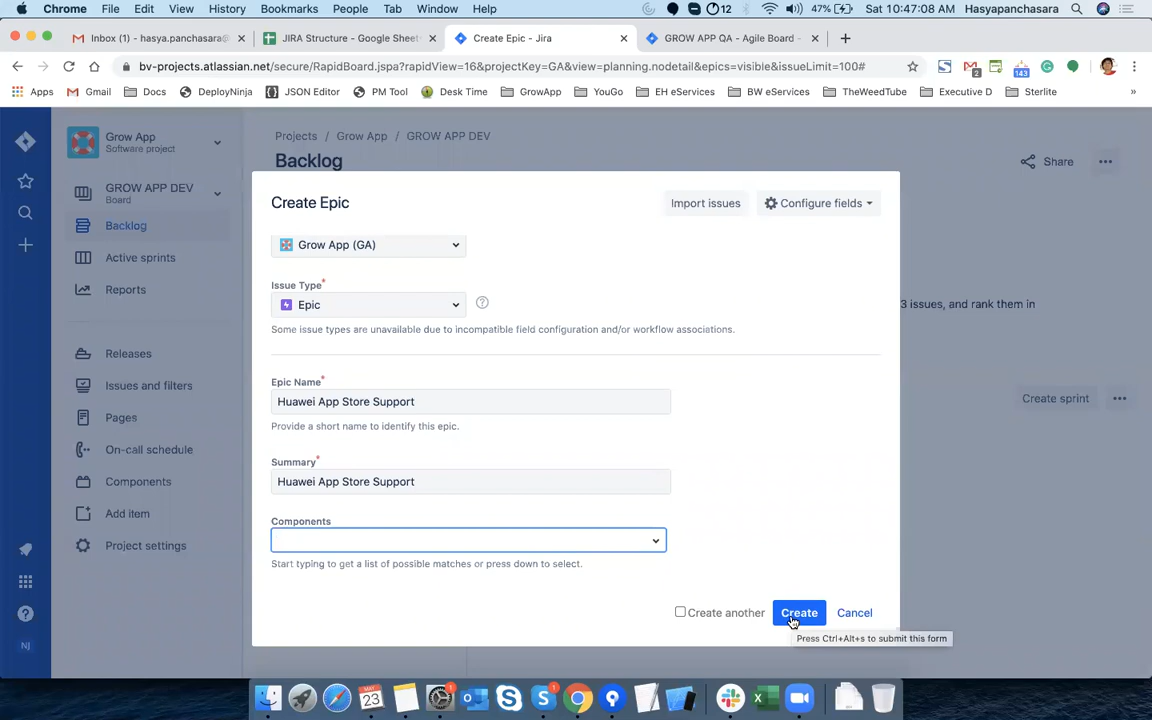 Chrome File Edit View History Bookmarks People Tab Window Help 12 47% Sat 10:47:08 AM Hasyapanchasara
Inbox (1) - hasya.panchasara@ JIRA Structure - Google Sheet Create Epic - Jira GROW APP QA - Agile Board -
bv-projects.atlassian.net/secure/RapidBoard.jspa?rapidView=16&projectKey=GA&view=planning.nodetail&epics=visible&issueLimit=100# 2 143
Apps Gmail Docs DeployNinja JSON Editor PM Tool Desk Time GrowApp YouGo EH eServices BW eServices TheWeedTube Executive D Sterlite »
Grow App
Software project
GROW APP DEV
Board
Backlog
Active sprints
Reports
Releases
Issues and filters
Pages
On-call schedule
Components
Add item
Project settings
NJ
Projects / Grow App / GROW APP DEV
Backlog
Share
3 issues, and rank them in
Create sprint
Create Epic
Import issues
Configure fields
Grow App (GA)
Issue Type*
Epic
Some issue types are unavailable due to incompatible field configuration and/or workflow associations.
Epic Name*
Huawei App Store Support
Provide a short name to identify this epic.
Summary*
Huawei App Store Support
Components
Start typing to get a list of possible matches or press down to select.
Create another Create Cancel
Press Ctrl+Alt+s to submit this form
MAY
23
1
1